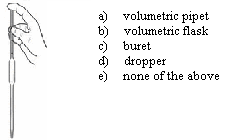 a) volumetric pipet
b) volumetric flask
c) buret
d) dropper
e) none of the above